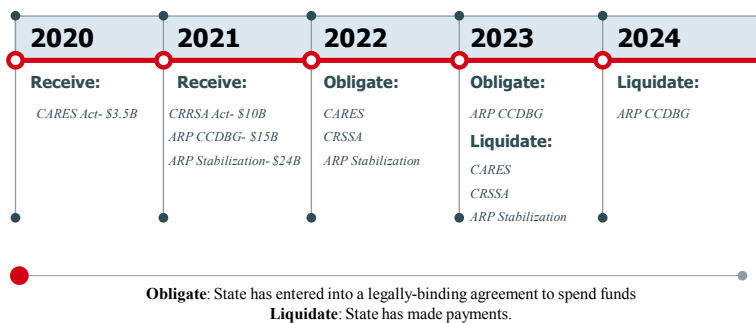 2020
2021
2022
2023
2024
Receive:
CARES Act- $3.5B
Receive:
CRRSA Act- $10B
ARP CCDBG- $15B
ARP Stabilization- $24B
Obligate:
CARES
CRSSA
ARP Stabilization
Obligate:
ARP CCDBG
Liquidate:
CARES
CRSSA
ARP Stabilization
Liquidate:
ARP CCDBG
Obligate: State has entered into a legally-binding agreement to spend funds
Liquidate: State has made payments.